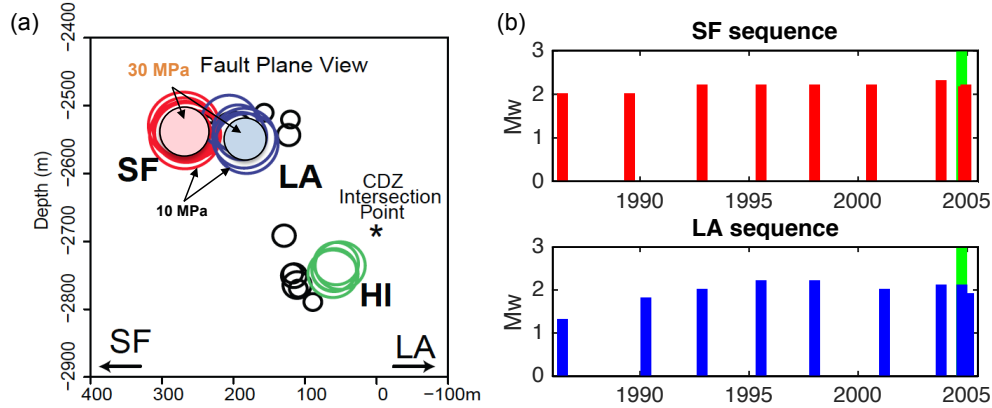 (a)
Fault Plane View
30 MPa
SF
LA
10 MPa
CDZ
Intersection
Point
*
HI
SF
LA
Depth (m)
−2400
−2500
−2600
−2700
−2800
−2900
400 300 200 100 0 −100m
(b)
SF sequence
Mw
3
2
1
0
1990 1995 2000 2005
LA sequence
Mw
3
2
1
0
1990 1995 2000 2005